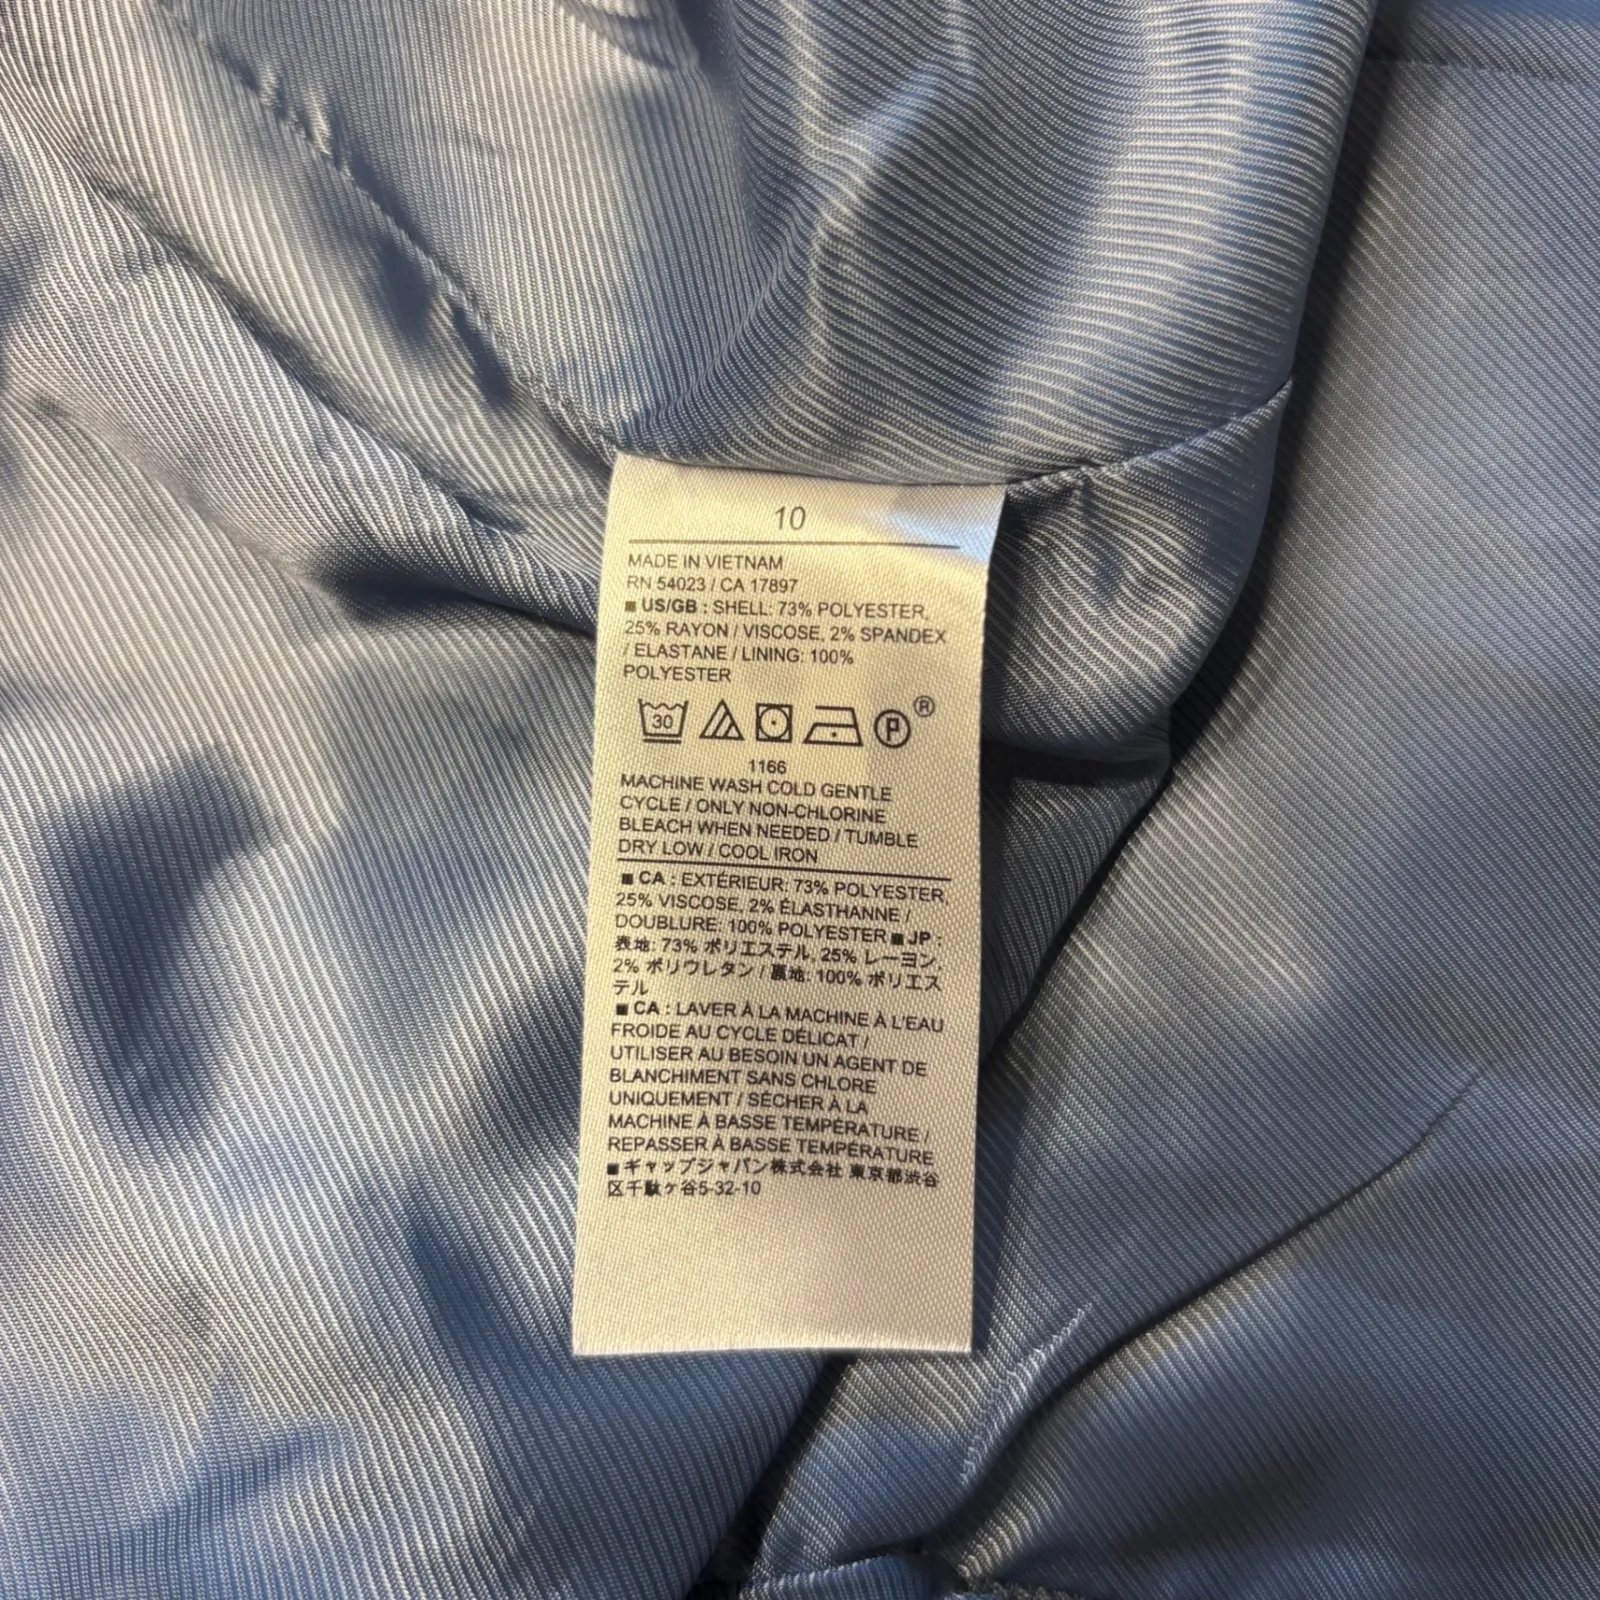 10
MADE IN VIETNAM
RN 54023 / CA 17897
■ US/GB : SHELL: 73% POLYESTER,
25% RAYON / VISCOSE, 2% SPANDEX
/ ELASTANE / LINING: 100%
POLYESTER
30 P ®
1166
MACHINE WASH COLD GENTLE
CYCLE / ONLY NON-CHLORINE
BLEACH WHEN NEEDED / TUMBLE
DRY LOW / COOL IRON
■ CA : EXTÉRIEUR: 73% POLYESTER,
25% VISCOSE, 2% ÉLASTHANNE /
DOUBLURE: 100% POLYESTER ■ JP :
表地: 73% ポリエステル, 25% レーヨン,
2% ポリウレタン / 裏地: 100% ポリエス
テル
■ CA : LAVER À LA MACHINE À L'EAU
FROIDE AU CYCLE DÉLICAT /
UTILISER AU BESOIN UN AGENT DE
BLANCHIMENT SANS CHLORE
UNIQUEMENT / SÉCHER À LA
MACHINE À BASSE TEMPÉRATURE /
REPASSER À BASSE TEMPÉRATURE
■ ギャップジャパン株式会社 東京都渋谷
区千駄ヶ谷5-32-10